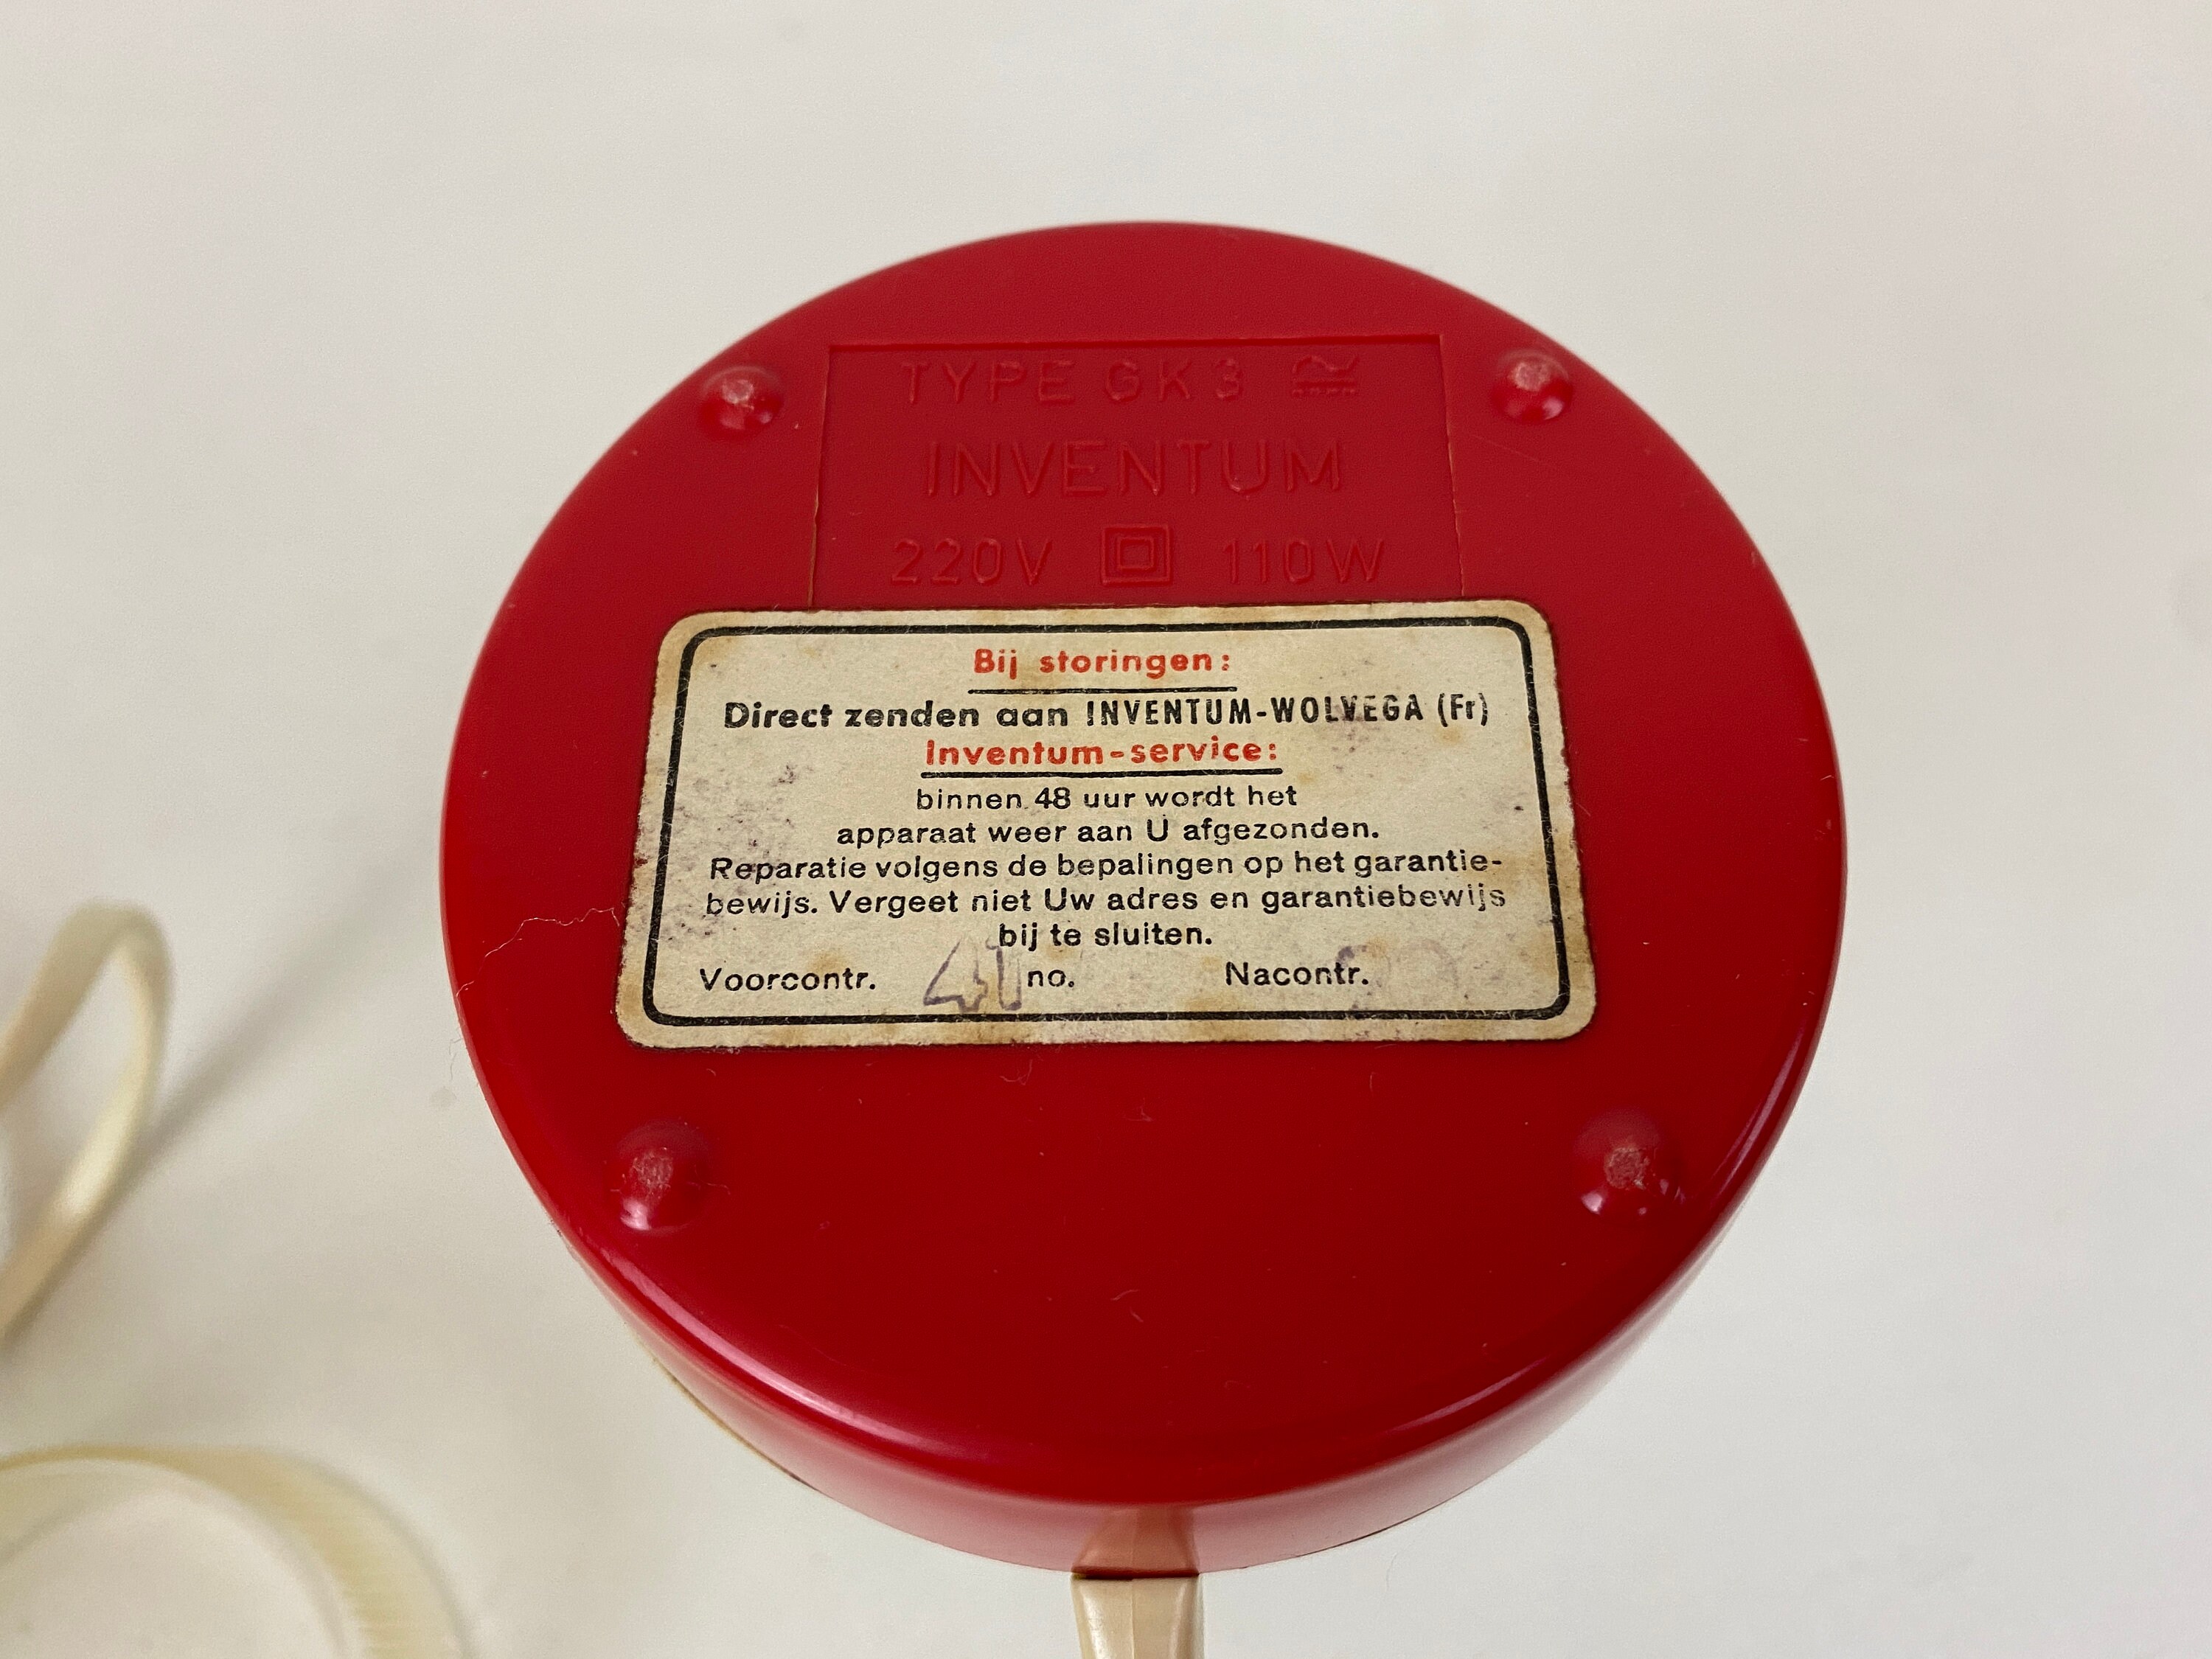 TYPE GK3
INVENTUM
220V 110W
Bij storingen:
Direct zenden aan INVENTUM-WOLVEGA (Fr)
Inventum-service:
binnen 48 uur wordt het
apparaat weer aan U afgezonden.
Reparatie volgens de bepalingen op het garantie-
bewijs. Vergeet niet Uw adres en garantiebewijs
bij te sluiten.
Voorcontr. no. Nacontr.